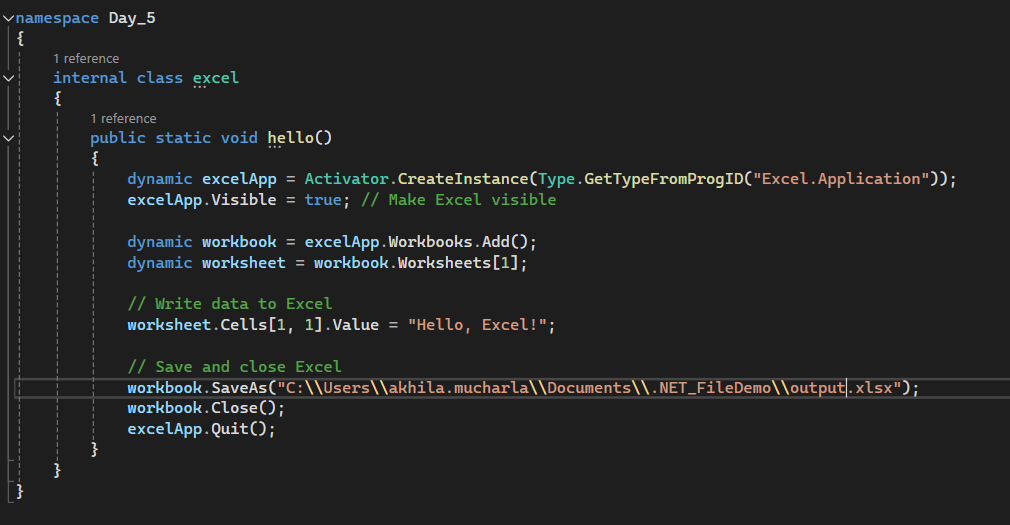 namespace Day_5
{
1 reference
internal class excel
{
1 reference
public static void hello()
{
dynamic excelApp = Activator.CreateInstance(Type.GetTypeFromProgID("Excel.Application"));
excelApp.Visible = true; // Make Excel visible
dynamic workbook = excelApp.Workbooks.Add();
dynamic worksheet = workbook.Worksheets[1];
// Write data to Excel
worksheet.Cells[1, 1].Value = "Hello, Excel!";
// Save and close Excel
workbook.SaveAs("C:\\Users\\akhila.mucharla\\Documents\\.NET_FileDemo\\output.xlsx");
workbook.Close();
excelApp.Quit();
}
}
}